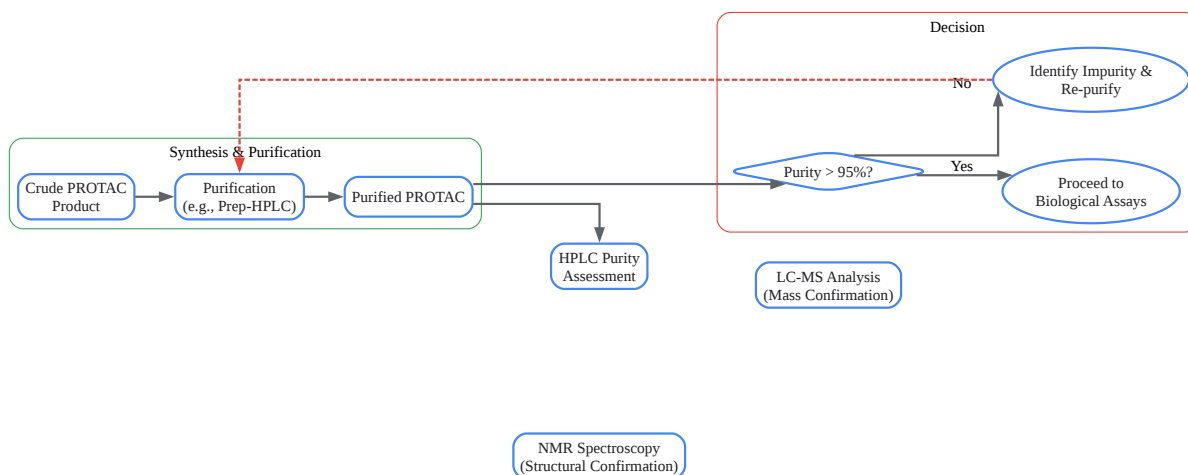 Decision
Identify Impurity &
Re-purify
No
Synthesis & Purification
Crude PROTAC
Product
Purification
(e.g., Prep-HPLC)
Purified PROTAC
Purity > 95%?
Yes
Proceed to
Biological Assays
HPLC Purity
Assessment
LC-MS Analysis
(Mass Confirmation)
NMR Spectroscopy
(Structural Confirmation)